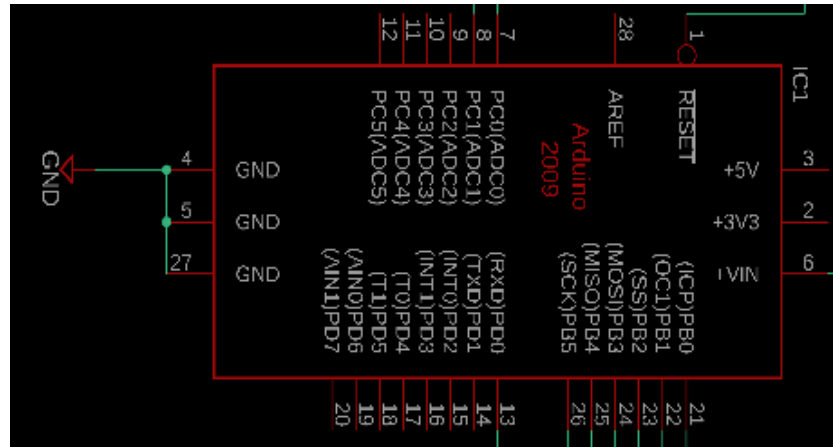 12
11
10
9
8
7
28
1
IC1
PC5(ADC5)
PC4(ADC4)
PC3(ADC3)
PC2(ADC2)
PC1(ADC1)
PC0(ADC0)
AREF
RESET
Arduino
2009
GND
4
GND
5
GND
27
GND
+5V
3
+3V3
2
+VIN
6
(AIN1)PD7
(AIN0)PD6
(T1)PD5
(T0)PD4
(INT1)PD3
(INT0)PD2
(TXD)PD1
(RXD)PD0
(SCK)PB5
(MISO)PB4
(MOSI)PB3
(SS)PB2
(OC1)PB1
(ICP)PB0
20
19
18
17
16
15
14
13
26
25
24
23
22
21